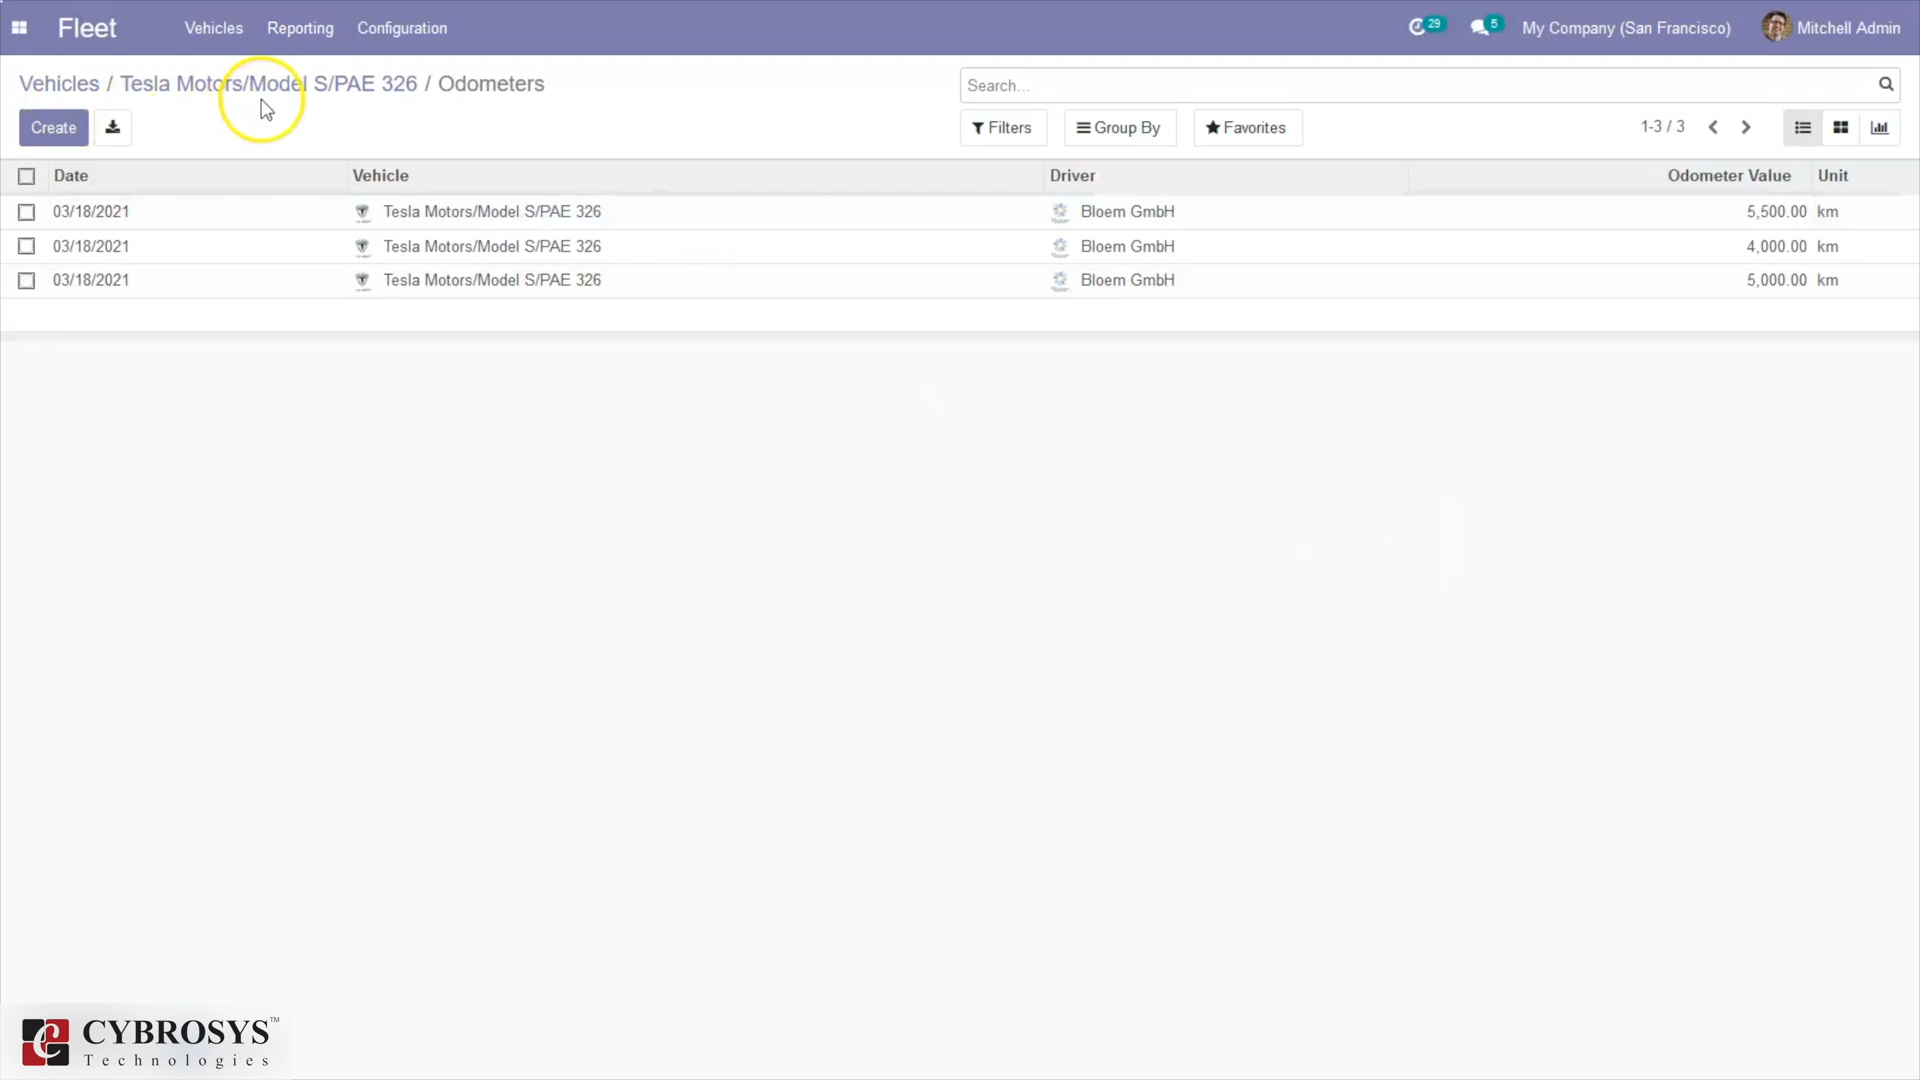 Fleet Vehicles Reporting Configuration 29 5 My Company (San Francisco) Mitchell Admin
Vehicles / Tesla Motors/Model S/PAE 326 / Odometers Search...
Create Filters Group By Favorites 1-3 / 3
Date Vehicle Driver Odometer Value Unit
03/18/2021 Tesla Motors/Model S/PAE 326 Bloem GmbH 5,500.00 km
03/18/2021 Tesla Motors/Model S/PAE 326 Bloem GmbH 4,000.00 km
03/18/2021 Tesla Motors/Model S/PAE 326 Bloem GmbH 5,000.00 km
CYBROSYS™
Technologies